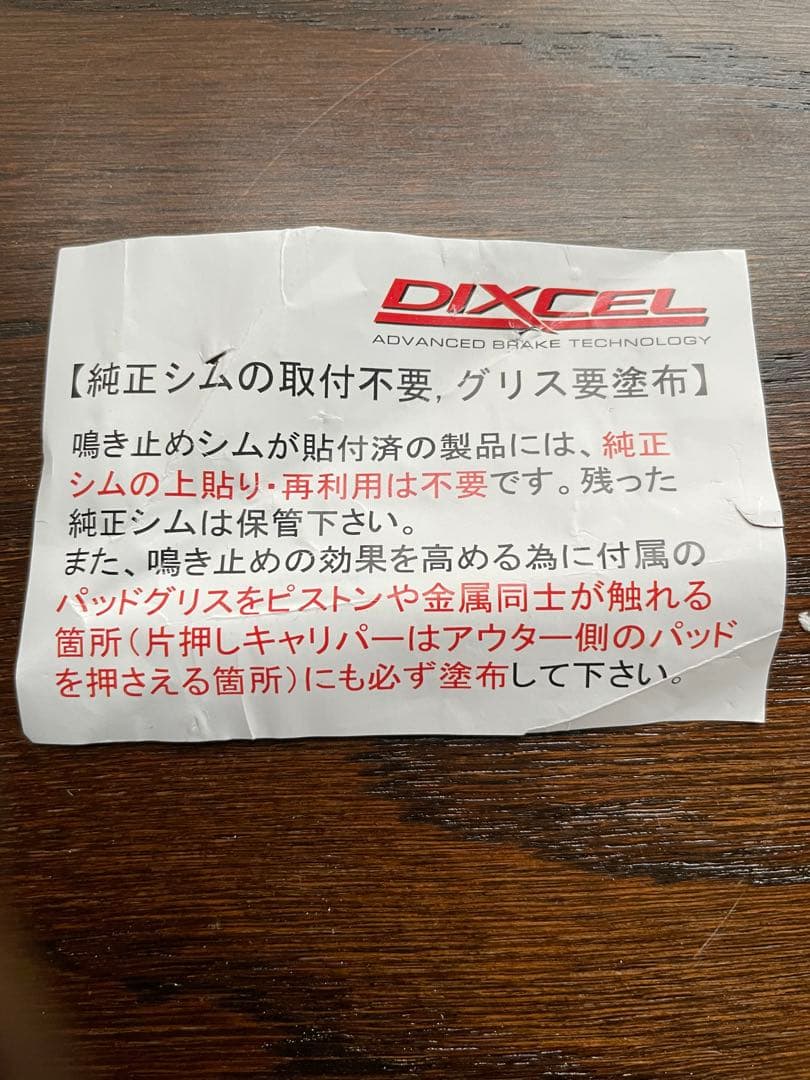 DIXCEL
ADVANCED BRAKE TECHNOLOGY
【純正シムの取付不要,グリス要塗布】
鳴き止めシムが貼付済の製品には、純正
シムの上貼り・再利用は不要です。残った
純正シムは保管下さい。
また、鳴き止めの効果を高める為に付属の
パッドグリスをピストンや金属同士が触れる
箇所(片押しキャリパーはアウター側のパッド
を押さえる箇所)にも必ず塗布して下さい。